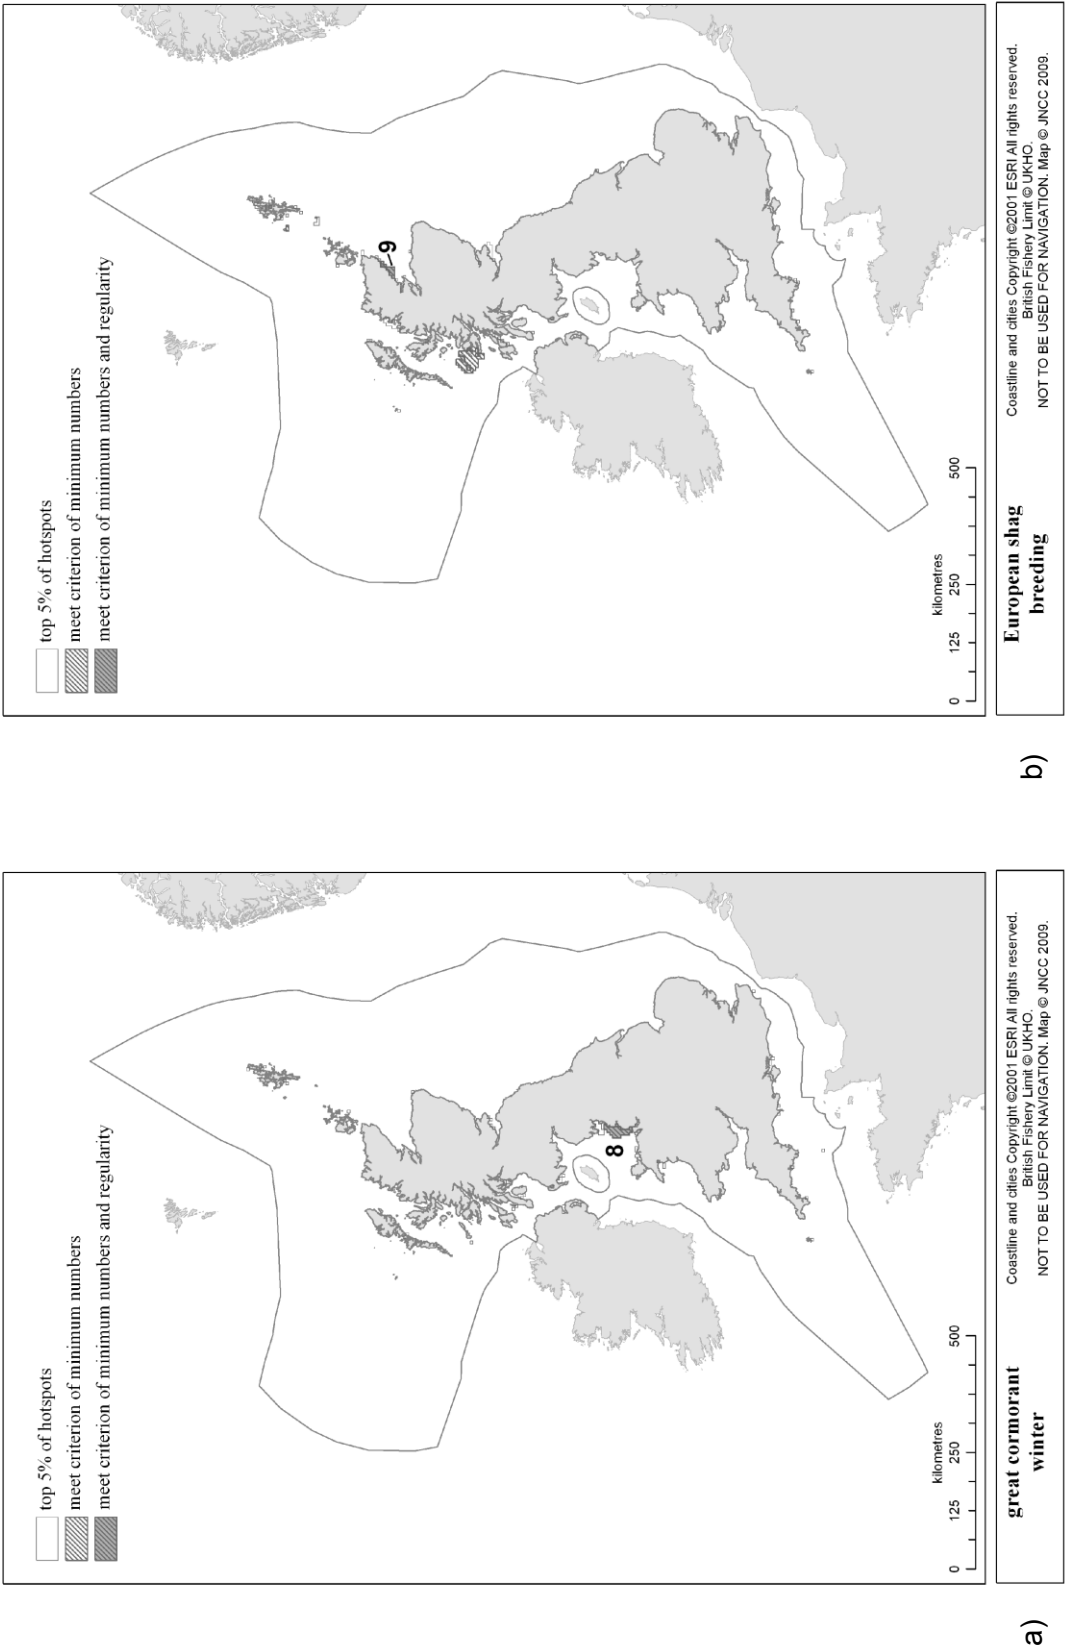 a)
top 5% of hotspots
meet criterion of minimum numbers
meet criterion of minimum numbers and regularity
8
kilometres
0 125 250 500
great cormorant
winter
Coastline and cities Copyright ©2001 ESRI All rights reserved.
British Fishery Limit © UKHO.
NOT TO BE USED FOR NAVIGATION. Map © JNCC 2009.
b)
top 5% of hotspots
meet criterion of minimum numbers
meet criterion of minimum numbers and regularity
9
kilometres
0 125 250 500
European shag
breeding
Coastline and cities Copyright ©2001 ESRI All rights reserved.
British Fishery Limit © UKHO.
NOT TO BE USED FOR NAVIGATION. Map © JNCC 2009.